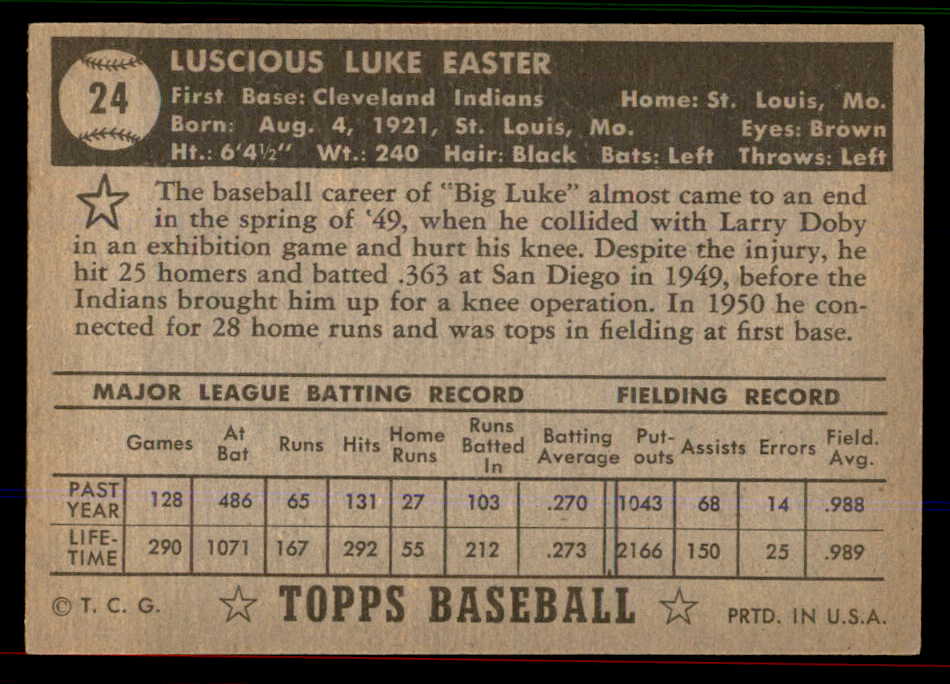 24
LUSCIOUS LUKE EASTER
First Base: Cleveland Indians Home: St. Louis, Mo.
Born: Aug. 4, 1921, St. Louis, Mo. Eyes: Brown
Ht.: 6'4½" Wt.: 240 Hair: Black Bats: Left Throws: Left
The baseball career of "Big Luke" almost came to an end
in the spring of '49, when he collided with Larry Doby
in an exhibition game and hurt his knee. Despite the injury, he
hit 25 homers and batted .363 at San Diego in 1949, before the
Indians brought him up for a knee operation. In 1950 he con-
nected for 28 home runs and was tops in fielding at first base.
MAJOR LEAGUE BATTING RECORD FIELDING RECORD
Games At Bat Runs Hits Home Runs Runs Batted In Batting Average Put-outs Assists Errors Field. Avg.
PAST YEAR 128 486 65 131 27 103 .270 1043 68 14 .988
LIFE-TIME 290 1071 167 292 55 212 .273 2166 150 25 .989
© T. C. G. TOPPS BASEBALL PRTD. IN U.S.A.